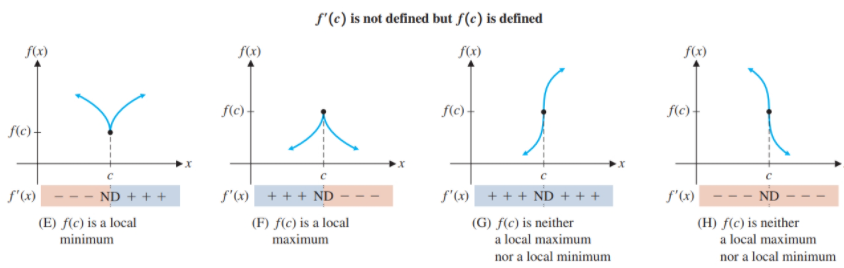 f′(c) is not defined but f(c) is defined
f(x) f(x) f(x) f(x)
f(c) f(c) f(c) f(c)
x x x x
c c c c
f′(x) − − − ND + + + f′(x) + + + ND − − − f′(x) + + + ND + + + f′(x) − − − ND − − −
(E) f(c) is a local
minimum
(F) f(c) is a local
maximum
(G) f(c) is neither
a local maximum
nor a local minimum
(H) f(c) is neither
a local maximum
nor a local minimum